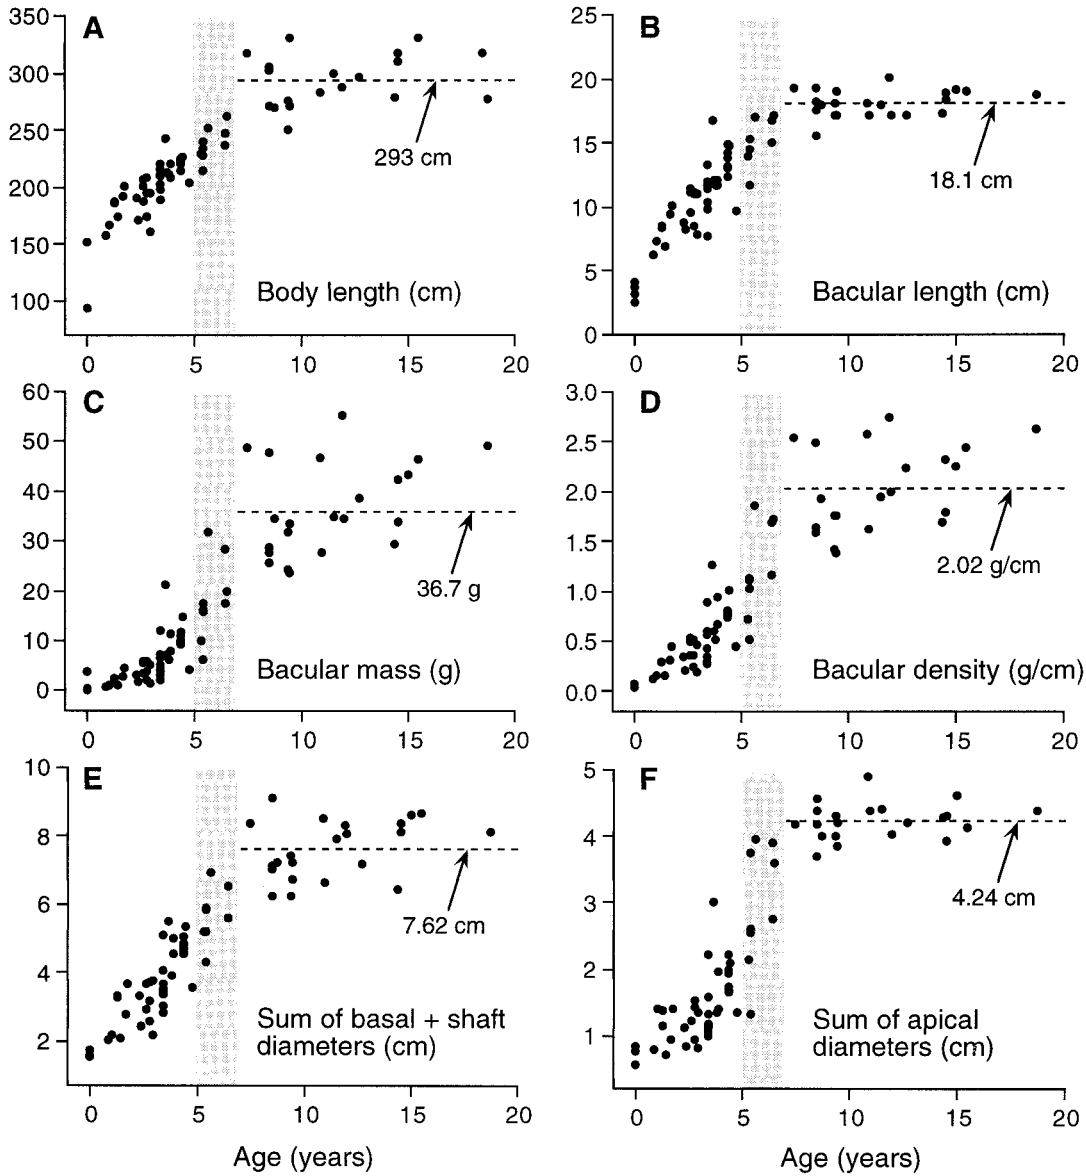 A
350
300
250
200
150
100
293 cm
Body length (cm)
0 5 10 15 20
B
25
20
15
10
5
0
18.1 cm
Bacular length (cm)
0 5 10 15 20
C
60
50
40
30
20
10
0
36.7 g
Bacular mass (g)
0 5 10 15 20
D
3.0
2.5
2.0
1.5
1.0
0.5
0.0
2.02 g/cm
Bacular density (g/cm)
0 5 10 15 20
E
10
8
6
4
2
7.62 cm
Sum of basal + shaft
diameters (cm)
0 5 10 15 20
Age (years)
F
5
4
3
2
1
4.24 cm
Sum of apical
diameters (cm)
0 5 10 15 20
Age (years)